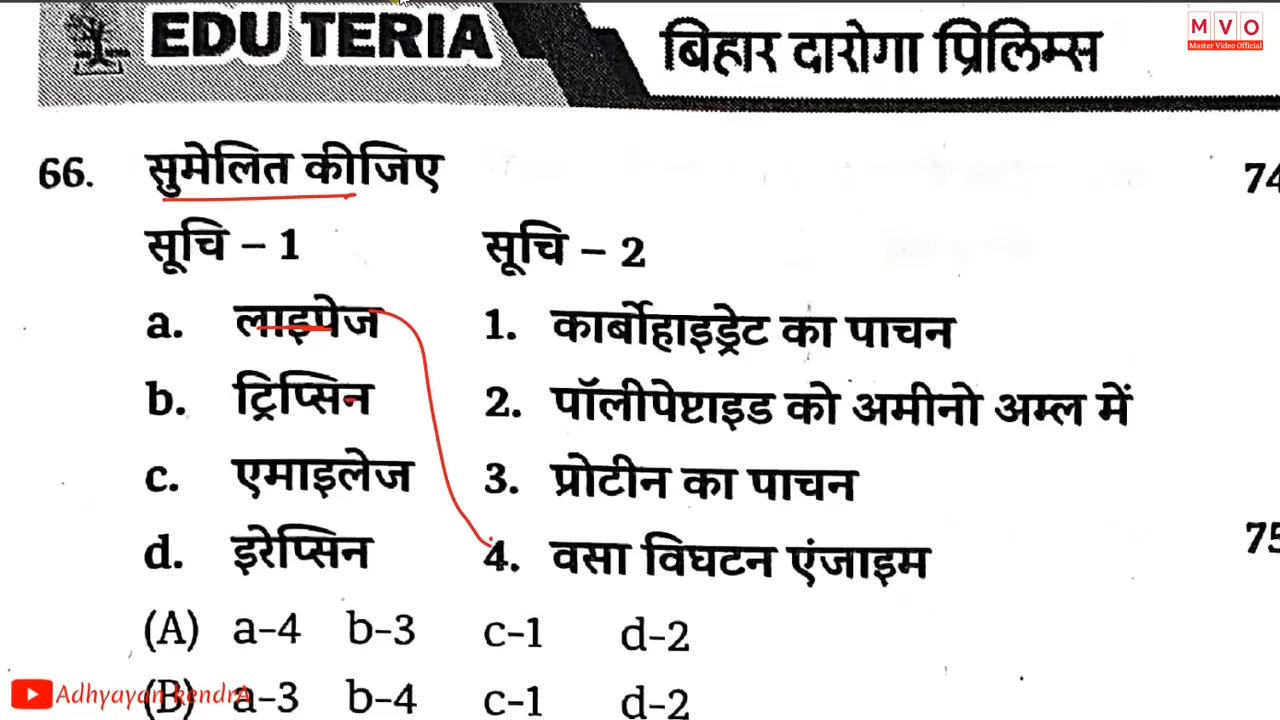 EDU TERIA
बिहार दारोगा प्रिलिम्स
M V O
Master Video Official
66. सुमेलित कीजिए
74
सूचि – 1 सूचि – 2
a. लाइपेज 1. कार्बोहाइड्रेट का पाचन
b. ट्रिप्सिन 2. पॉलीपेप्टाइड को अमीनो अम्ल में
c. एमाइलेज 3. प्रोटीन का पाचन
d. इरेप्सिन 4. वसा विघटन एंजाइम
75
(A) a-4 b-3 c-1 d-2
(B) a-3 b-4 c-1 d-2
Adhyayan kendrA